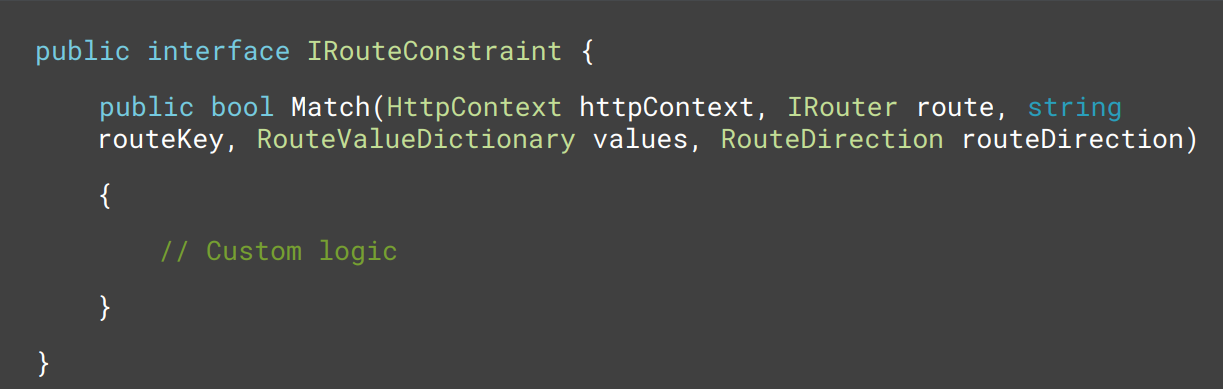 public interface IRouteConstraint {
public bool Match(HttpContext httpContext, IRouter route, string
routeKey, RouteValueDictionary values, RouteDirection routeDirection)
{
// Custom logic
}
}